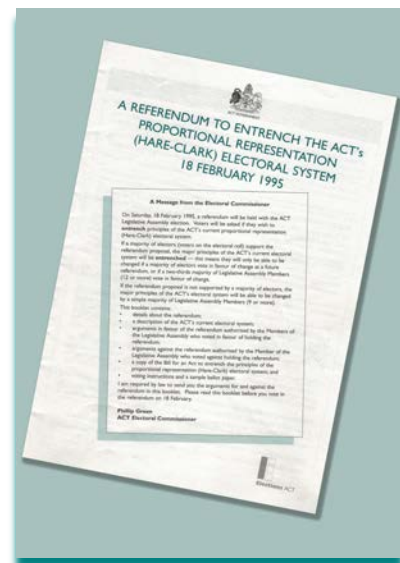 ACT GOVERNMENT
A REFERENDUM TO ENTRENCH THE ACT's
PROPORTIONAL REPRESENTATION
(HARE-CLARK) ELECTORAL SYSTEM
18 FEBRUARY 1995
A Message from the Electoral Commissioner
On Saturday, 18 February 1995, a referendum will be held with the ACT
Legislative Assembly election. Voters will be asked if they wish to
entrench principles of the ACT's current proportional representation
(Hare-Clark) electoral system.
If a majority of electors (voters on the electoral roll) support the
referendum proposal, the major principles of the ACT's current electoral
system will be entrenched — this means they will only be able to be
changed if a majority of electors vote in favour of change at a future
referendum, or if a two-thirds majority of Legislative Assembly Members
(12 or more) vote in favour of change.
If the referendum proposal is not supported by a majority of electors, the
major principles of the ACT's electoral system will be able to be changed
by a simple majority of Legislative Assembly Members (9 or more).
This booklet contains:
• details about the referendum;
• a description of the ACT's current electoral system;
• arguments in favour of the referendum authorised by the Members of
the Legislative Assembly who voted in favour of holding the
referendum;
• arguments against the referendum authorised by the Member of the
Legislative Assembly who voted against holding the referendum;
• a copy of the Bill for an Act to entrench the principles of the
proportional representation (Hare-Clark) electoral system; and
• voting instructions and a sample ballot paper.
I am required by law to send you the arguments for and against the
referendum in this booklet. Please read this booklet before you vote in
the referendum on 18 February.
Phillip Green
ACT Electoral Commissioner
Elections ACT